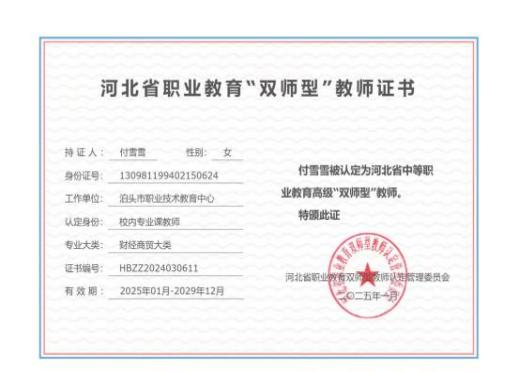 河北省职业教育“双师型”教师证书
持证人： 付雪雪 性别： 女
身份证号： 130981199402150624
工作单位： 泊头市职业技术教育中心
认定身份： 校内专业课教师
专业大类： 财经商贸大类
证书编号： HBZZ2024030611
有效期： 2025年01月-2029年12月
付雪雪被认定为河北省中等职
业教育高级“双师型”教师。
特颁此证
河北省职业教育双师型教师认定管理委员会
二〇二五年一月